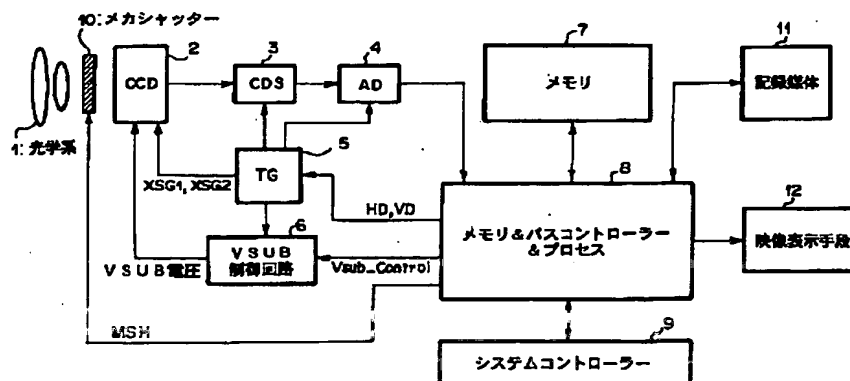 10:メカシャッター
2
3
4
7
11
CCD
CDS
AD
メモリ
記録媒体
1:光学系
5
TG
XSG1, XSG2
HD,VD
8
メモリ&バスコントローラー
&プロセス
12
映像表示手段
6
VSUB
制御回路
VSUB電圧
Vsub_Control
MSH
9
システムコントローラー